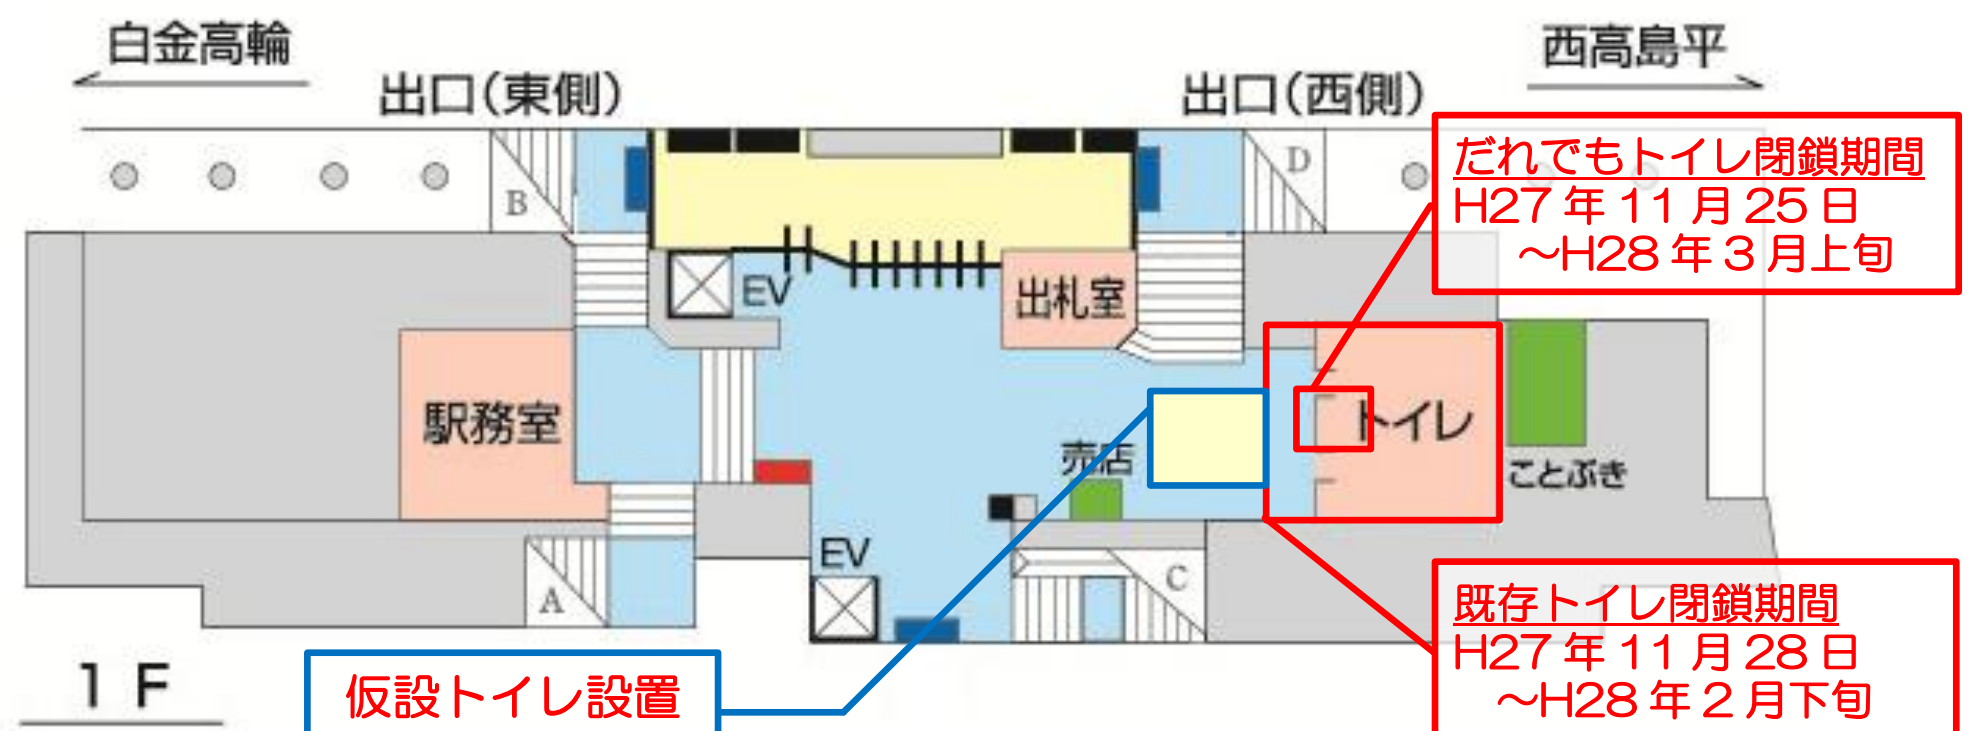 白金高輪
西高島平
出口(東側)
出口(西側)
だれでもトイレ閉鎖期間
H27年11月25日
～H28年3月上旬
B
D
EV
出札室
駅務室
トイレ
売店
ことぶき
EV
A
C
既存トイレ閉鎖期間
H27年11月28日
～H28年2月下旬
仮設トイレ設置
1 F